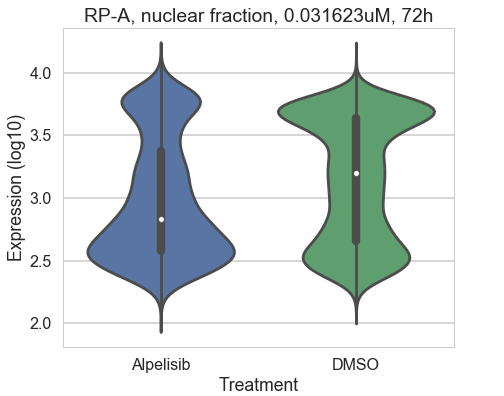 RP-A, nuclear fraction, 0.031623uM, 72h
Expression (log10)
4.0
3.5
3.0
2.5
2.0
Alpelisib DMSO
Treatment